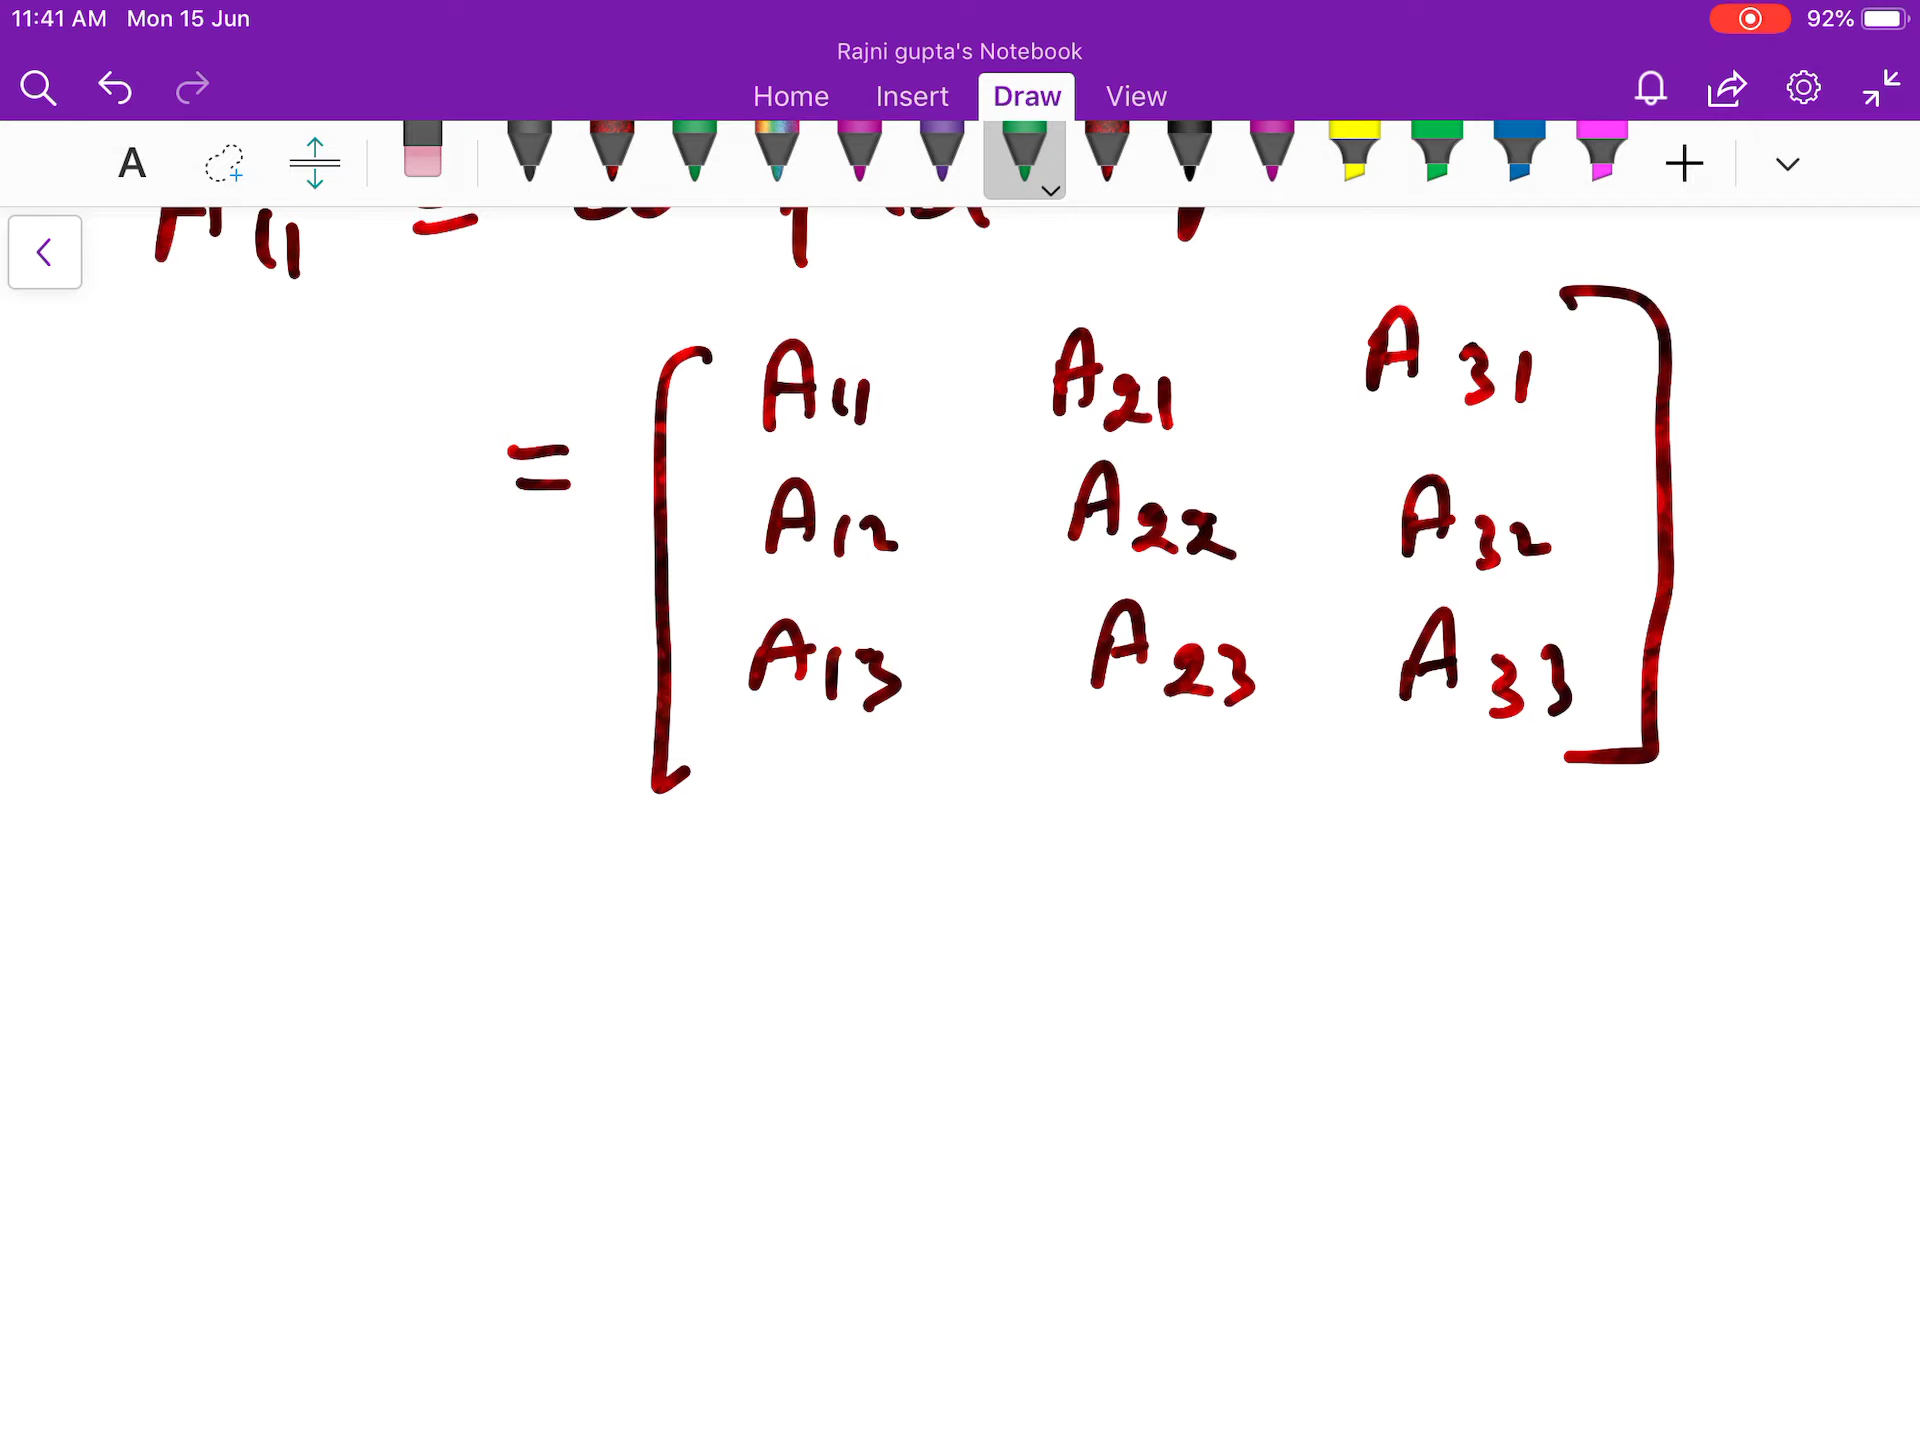 11:41 AM Mon 15 Jun 92%
Rajni gupta's Notebook
Home Insert Draw View
A
A11 =
= [ A11 A21 A31
A12 A22 A32
A13 A23 A33 ]